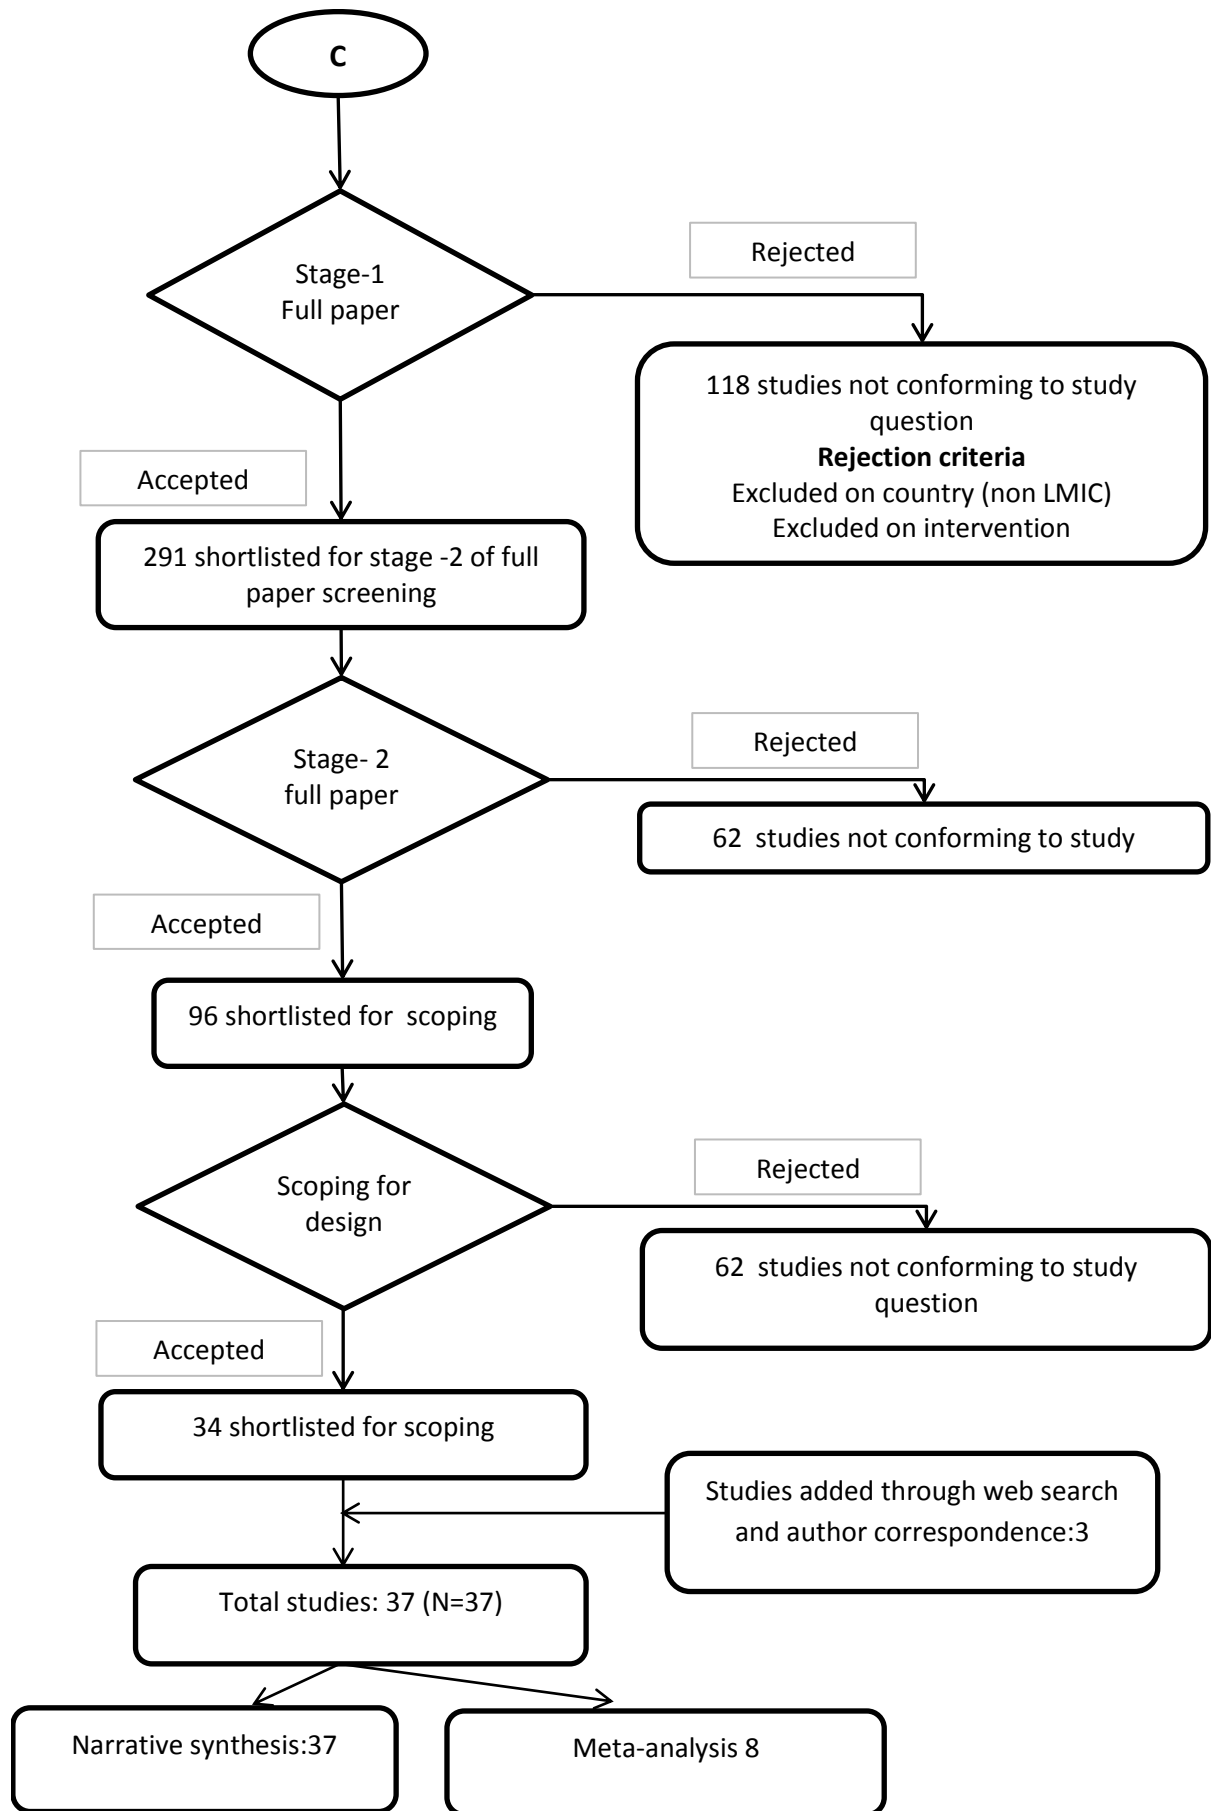 C
Stage-1
Full paper
Rejected
118 studies not conforming to study
question
Rejection criteria
Excluded on country (non LMIC)
Excluded on intervention
Accepted
291 shortlisted for stage -2 of full
paper screening
Stage- 2
full paper
Rejected
62  studies not conforming to study
Accepted
96 shortlisted for  scoping
Scoping for
design
Rejected
62  studies not conforming to study
question
Accepted
34 shortlisted for scoping
Studies added through web search
and author correspondence:3
Total studies: 37 (N=37)
Narrative synthesis:37
Meta-analysis 8